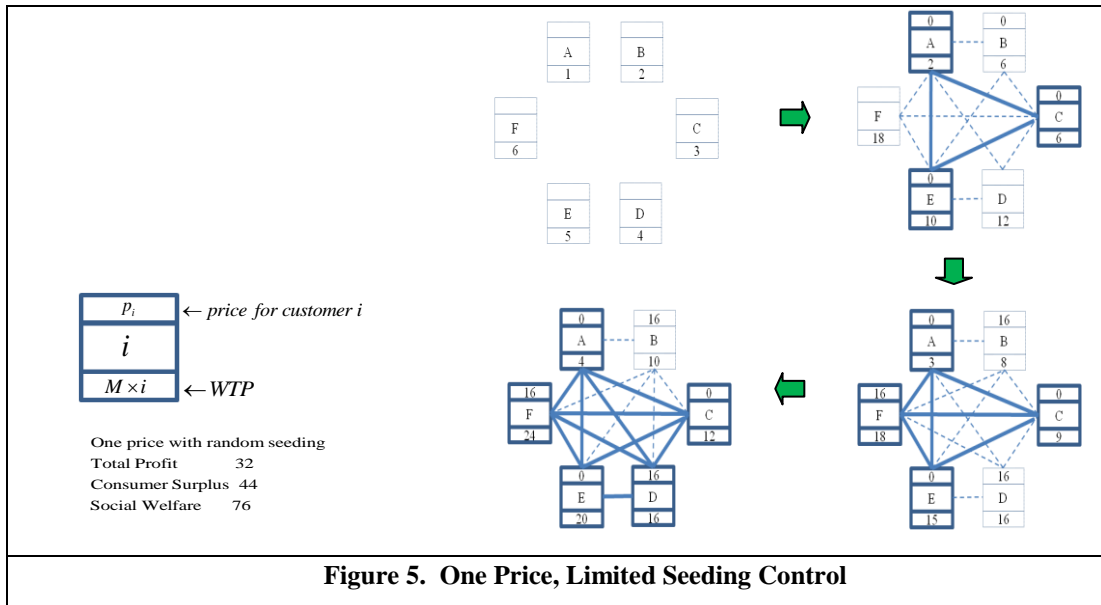 A
1
B
2
F
6
C
3
E
5
D
4
0
A
2
0
B
6
F
18
0
C
6
0
E
10
D
12
p_i ← price for customer i
i
M × i ← WTP
One price with random seeding
Total Profit 32
Consumer Surplus 44
Social Welfare 76
0
A
4
16
B
10
16
F
24
0
C
12
0
E
20
16
D
16
0
A
3
16
B
8
16
F
18
0
C
9
0
E
15
16
D
16
Figure 5. One Price, Limited Seeding Control